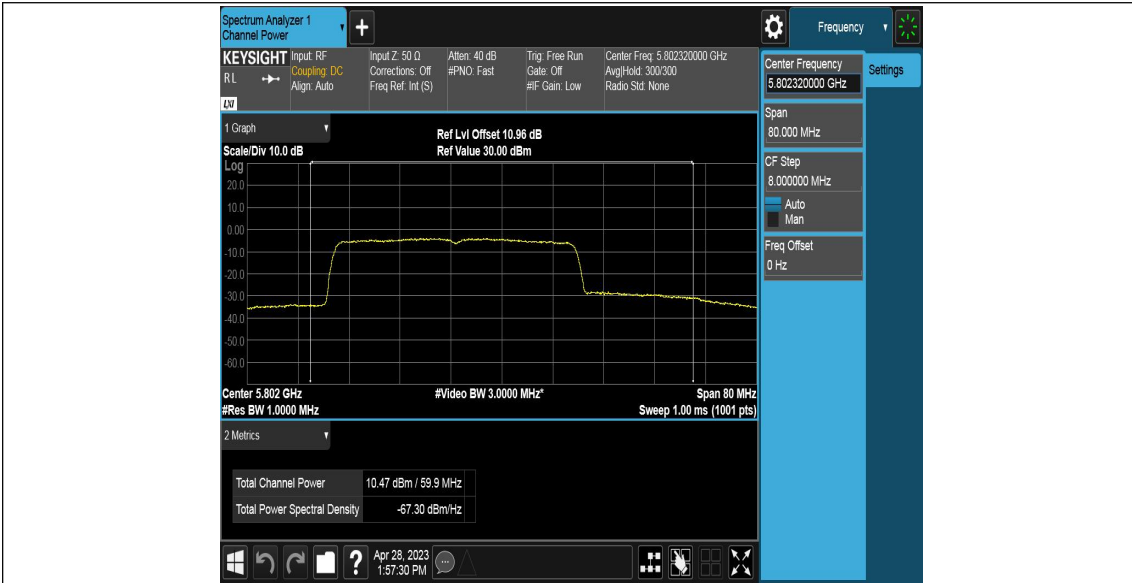 Spectrum Analyzer 1
Channel Power
+
Frequency
KEYSIGHT
R L
LXI
Input: RF
Coupling: DC
Align: Auto
Input Z: 50 Ω
Corrections: Off
Freq Ref: Int (S)
Atten: 40 dB
#PNO: Fast
Trig: Free Run
Gate: Off
#IF Gain: Low
Center Freq: 5.802320000 GHz
Avg|Hold: 300/300
Radio Std: None
Center Frequency
5.802320000 GHz
Settings
Span
80.000 MHz
CF Step
8.000000 MHz
Auto
Man
Freq Offset
0 Hz
1 Graph
Scale/Div 10.0 dB
Ref Lvl Offset 10.96 dB
Ref Value 30.00 dBm
Log
20.0
10.0
0.00
-10.0
-20.0
-30.0
-40.0
-50.0
-60.0
Center 5.802 GHz
#Video BW 3.0000 MHz*
Span 80 MHz
#Res BW 1.0000 MHz
Sweep 1.00 ms (1001 pts)
2 Metrics
Total Channel Power 10.47 dBm / 59.9 MHz
Total Power Spectral Density -67.30 dBm/Hz
?
Apr 28, 2023
1:57:30 PM